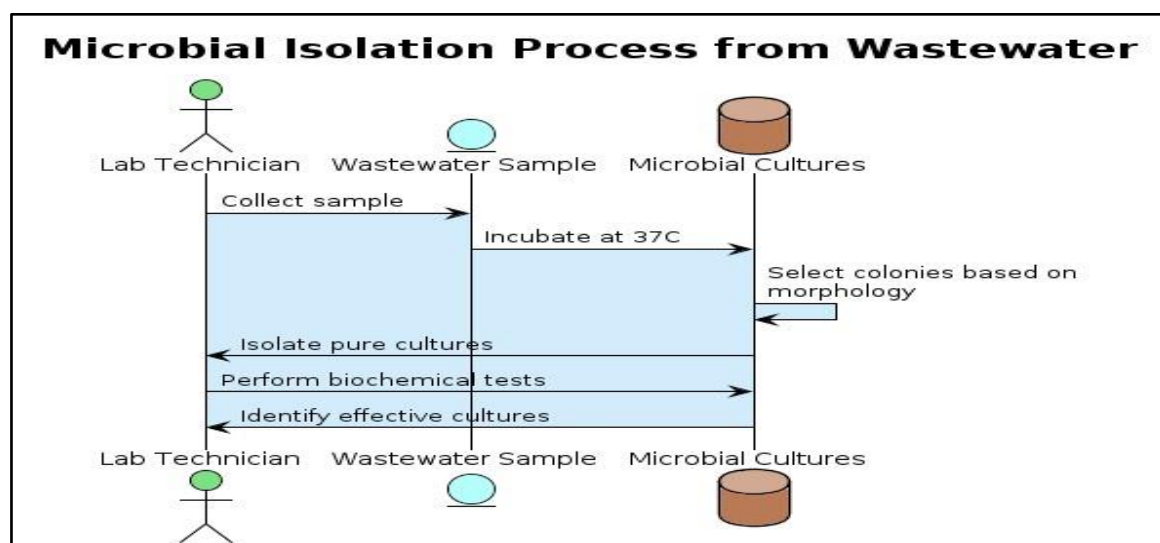 Microbial Isolation Process from Wastewater
Lab Technician
Wastewater Sample
Microbial Cultures
Collect sample
Incubate at 37C
Select colonies based on
morphology
Isolate pure cultures
Perform biochemical tests
Identify effective cultures
Lab Technician
Wastewater Sample
Microbial Cultures